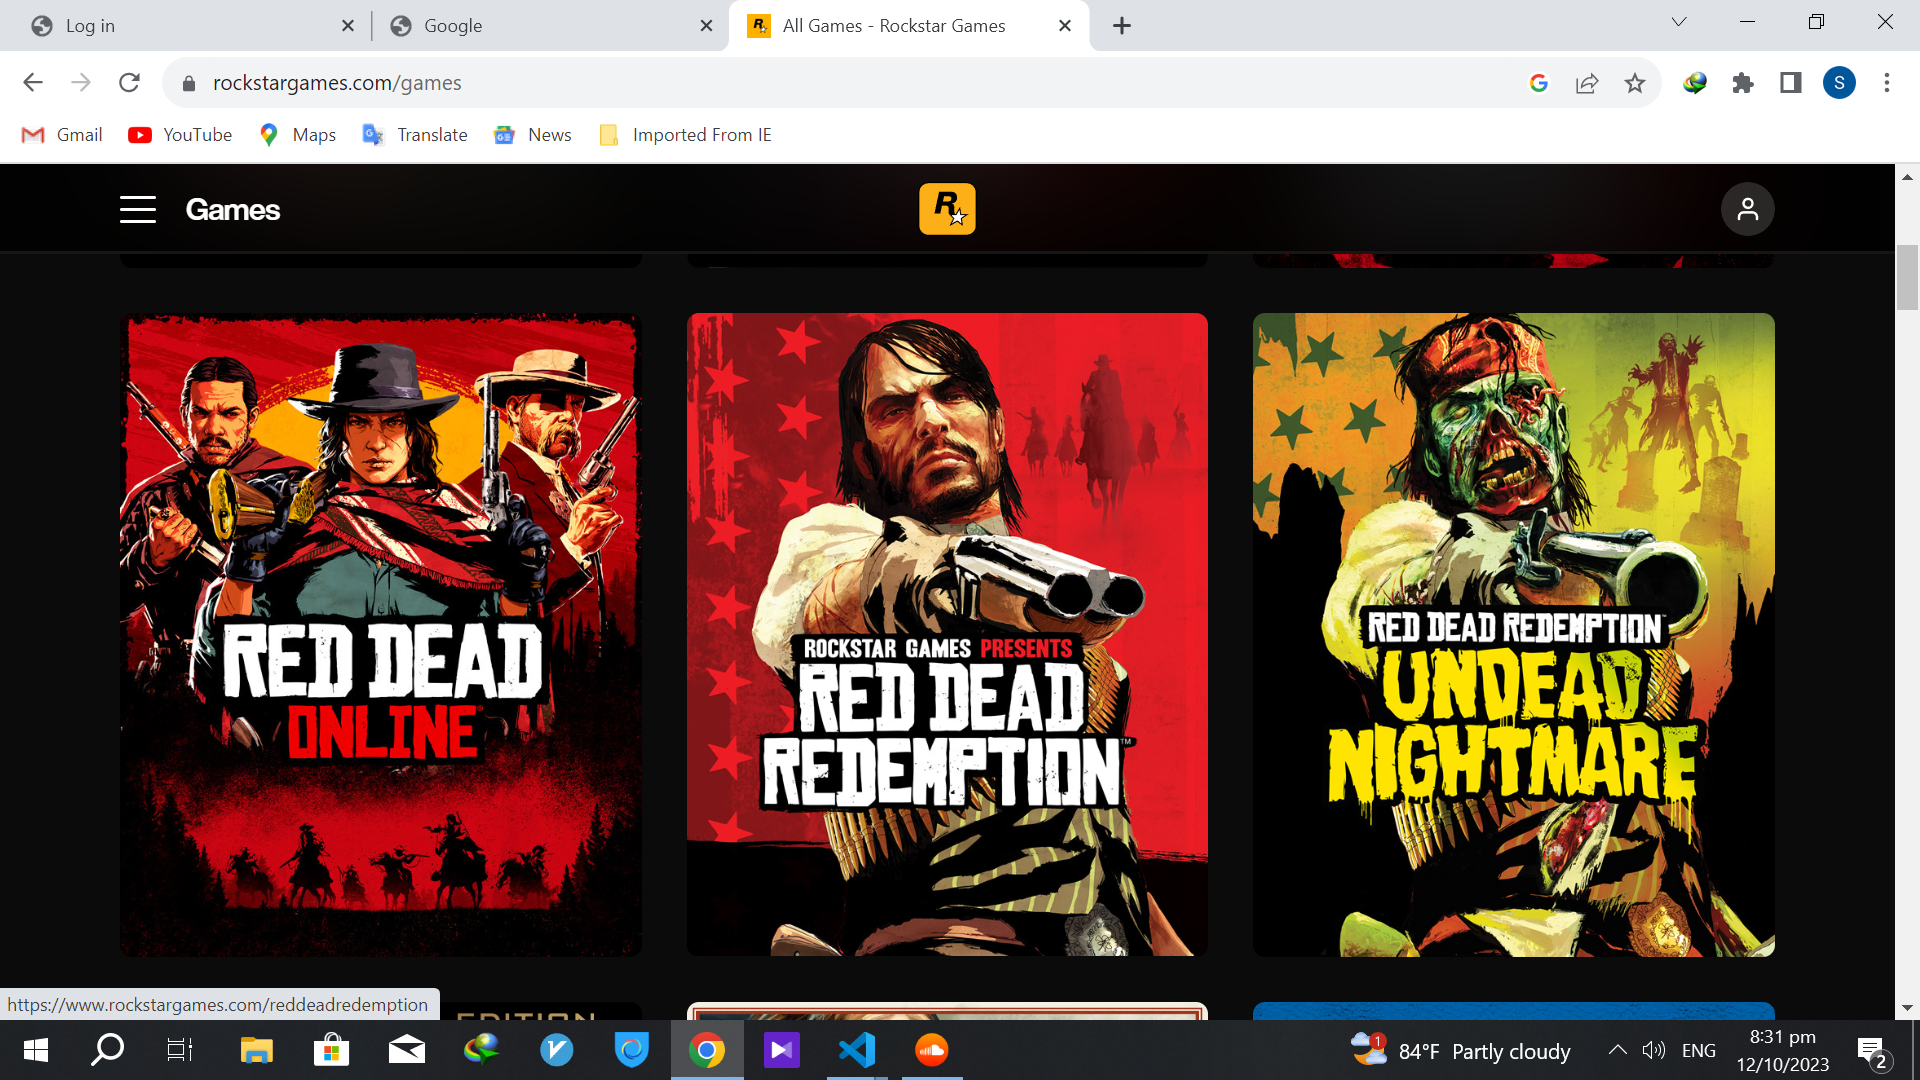 Log in
Google
All Games - Rockstar Games
rockstargames.com/games
S
Gmail
YouTube
Maps
Translate
News
Imported From IE
Games
R
RED DEAD
ONLINE
ROCKSTAR GAMES PRESENTS
RED DEAD
REDEMPTION™
RED DEAD REDEMPTION
UNDEAD
NIGHTMARE
https://www.rockstargames.com/reddeadredemption
EDITION
1
84°F Partly cloudy
ENG
8:31 pm
12/10/2023
2